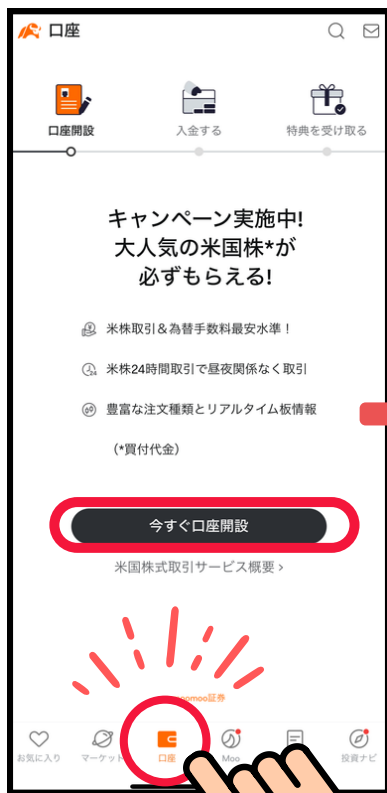 口座
口座開設
入金する
特典を受け取る
キャンペーン実施中!
大人気の米国株*が
必ずもらえる!
米株取引&為替手数料最安水準！
米株24時間取引で昼夜関係なく取引
24
豊富な注文種類とリアルタイム板情報
(*買付代金)
今すぐ口座開設
米国株式取引サービス概要 >
moo証券
お気に入り
マーケット
口座
Moo
投資ナビ